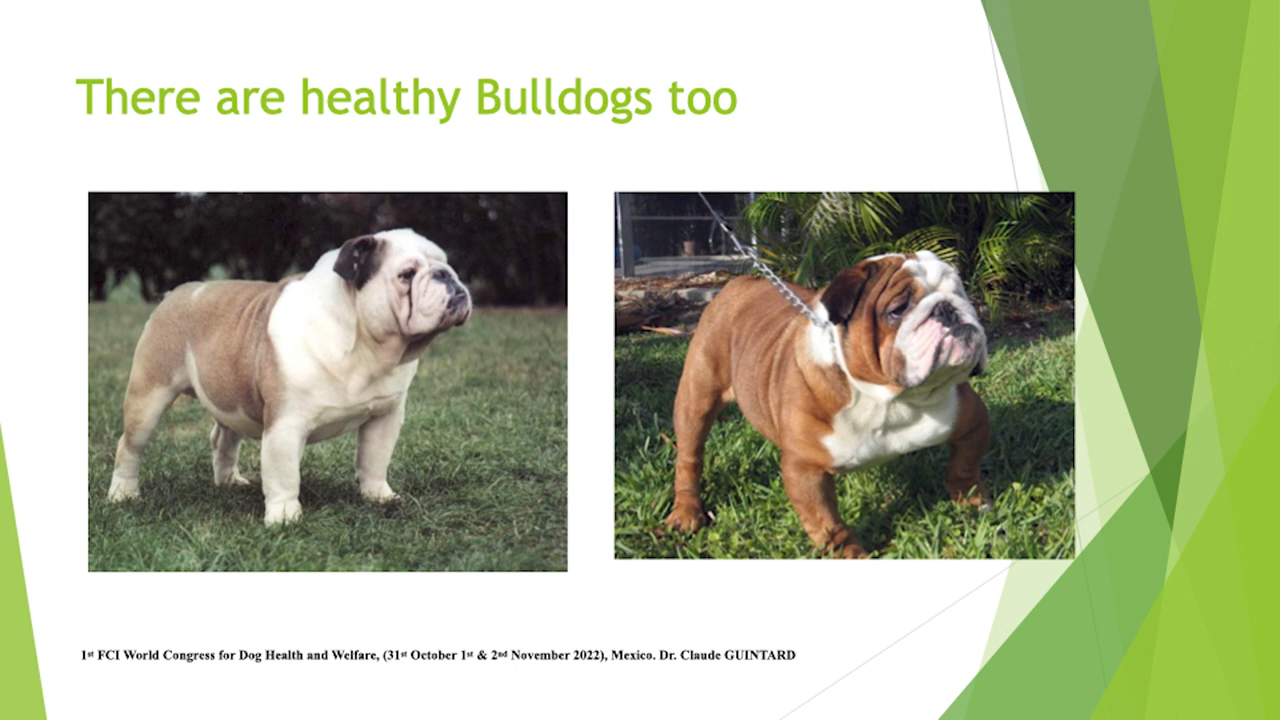 There are healthy Bulldogs too
1st FCI World Congress for Dog Health and Welfare, (31st October 1st & 2nd November 2022), Mexico. Dr. Claude GUINTARD